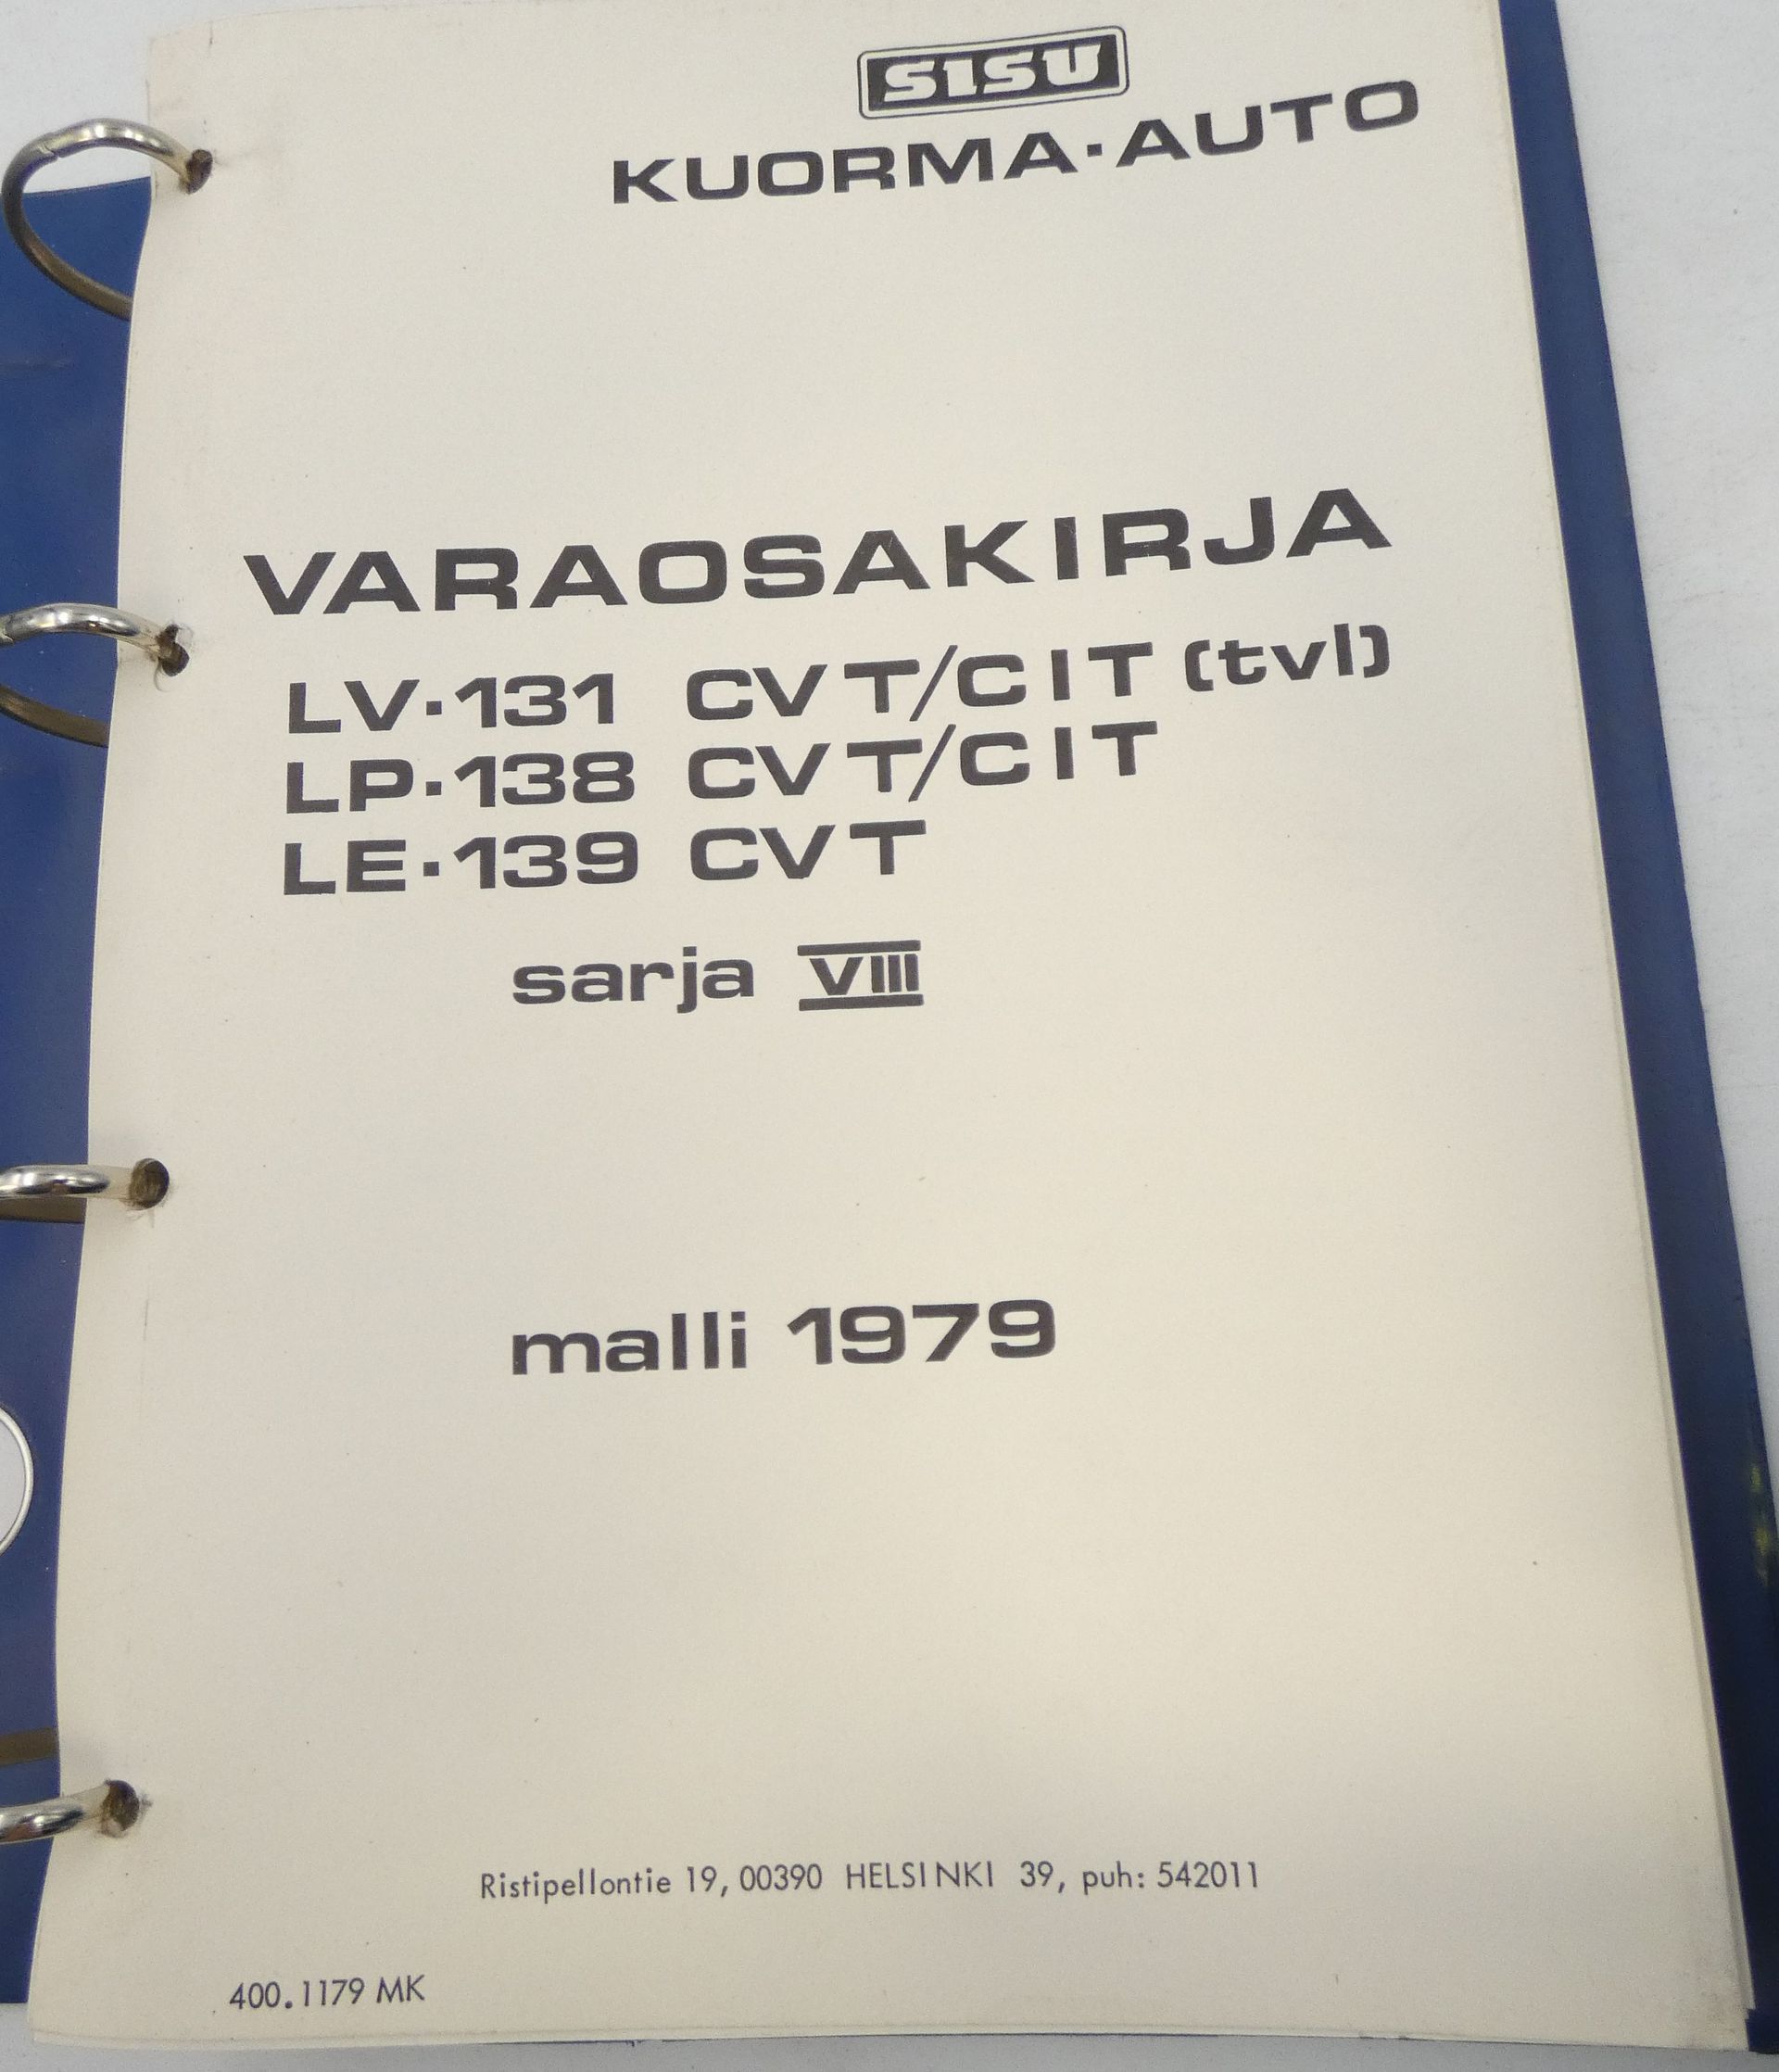 SISU
KUORMA-AUTO
VARAOSAKIRJA
LV-131 CVT/CIT (tvl)
LP-138 CVT/CIT
LE-139 CVT
sarja VIII
malli 1979
Ristipellontie 19, 00390 HELSINKI 39, puh: 542011
400.1179 MK